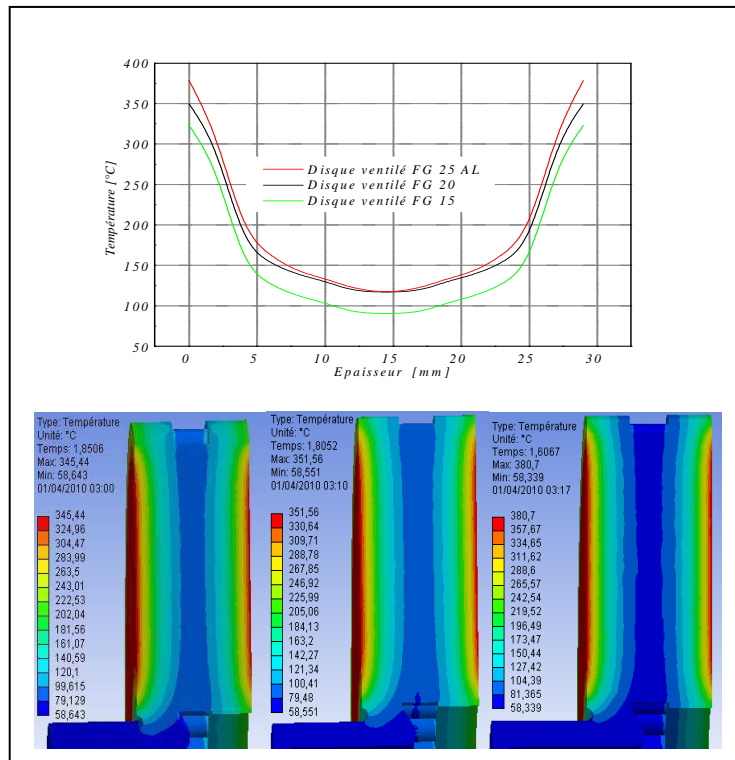 400
350
300
250
200
150
100
50
Température [°C]
Disque ventilé FG 25 AL
Disque ventilé FG 20
Disque ventilé FG 15
0 5 10 15 20 25 30
Epaisseur [mm]
Type: Température
Unité: °C
Temps: 1,8506
Max: 345,44
Min: 58,643
01/04/2010 03:00
345,44
324,96
304,47
283,99
263,5
243,01
222,53
202,04
181,56
161,07
140,59
120,1
99,615
79,129
58,643
Type: Température
Unité: °C
Temps: 1,8052
Max: 351,56
Min: 58,551
01/04/2010 03:10
351,56
330,64
309,71
288,78
267,85
246,92
225,99
205,06
184,13
163,2
142,27
121,34
100,41
79,48
58,551
Type: Température
Unité: °C
Temps: 1,6067
Max: 380,7
Min: 58,339
01/04/2010 03:17
380,7
357,67
334,65
311,62
288,6
265,57
242,54
219,52
196,49
173,47
150,44
127,42
104,39
81,365
58,339